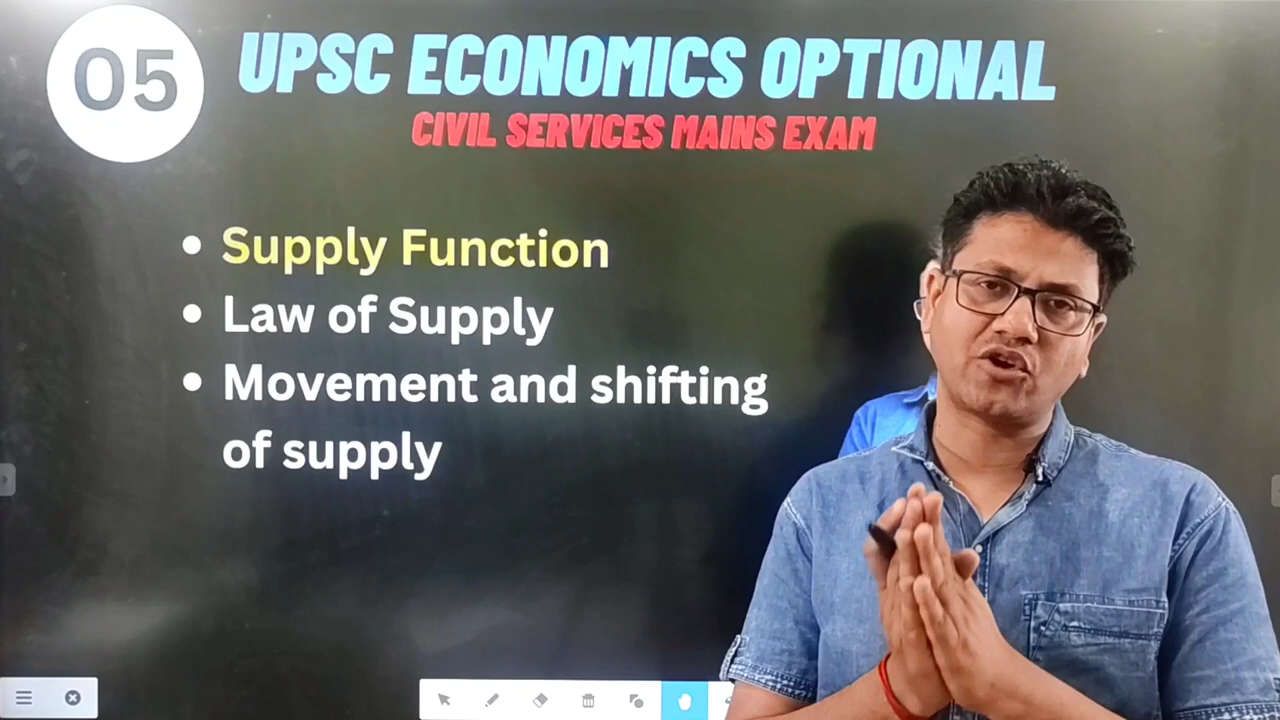 05
UPSC ECONOMICS OPTIONAL
CIVIL SERVICES MAINS EXAM
• Supply Function
• Law of Supply
• Movement and shifting
of supply